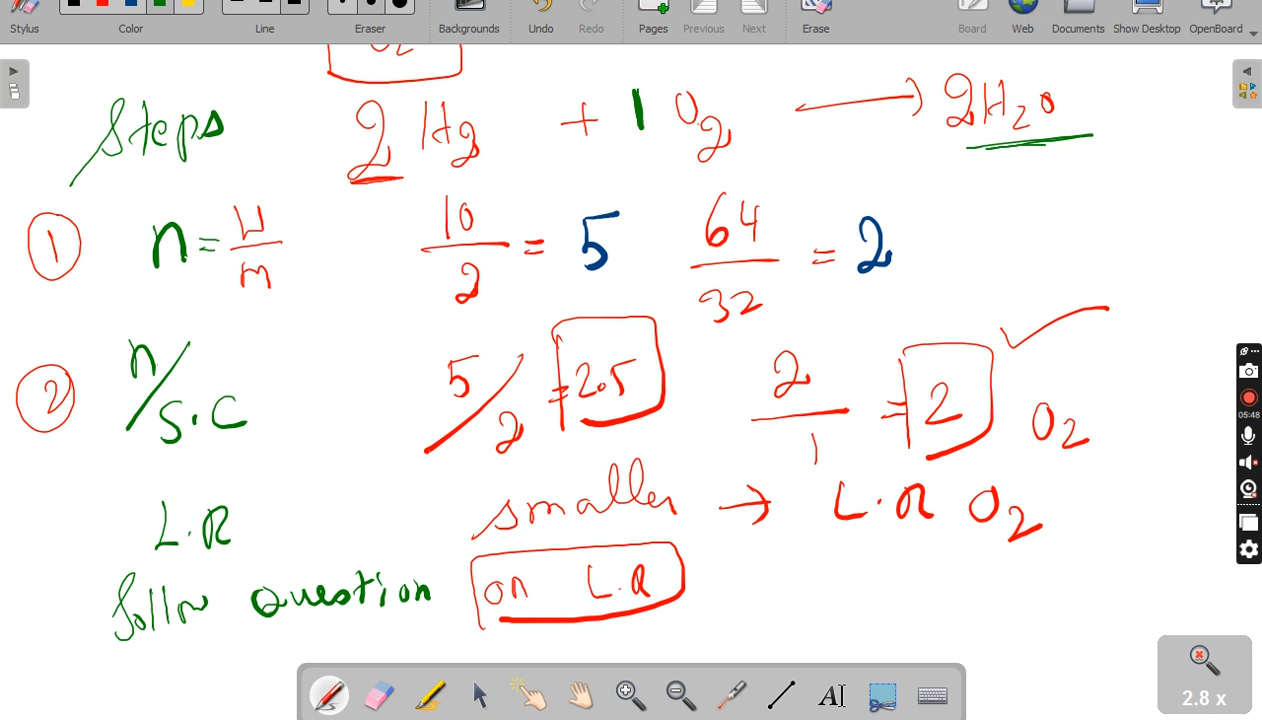 Stylus Color Line Eraser Backgrounds Undo Redo Pages Previous Next Erase Board Web Documents Show Desktop OpenBoard
O2
Steps 2 H2 + 1 O2 → 2H2O
1 n = W/m 10/2 = 5 64/32 = 2
2 n/S.C 5/2 = 2.5 2/1 = 2 O2
05:48
L.R smaller → L.R O2
follow question on L.R
2.8 x